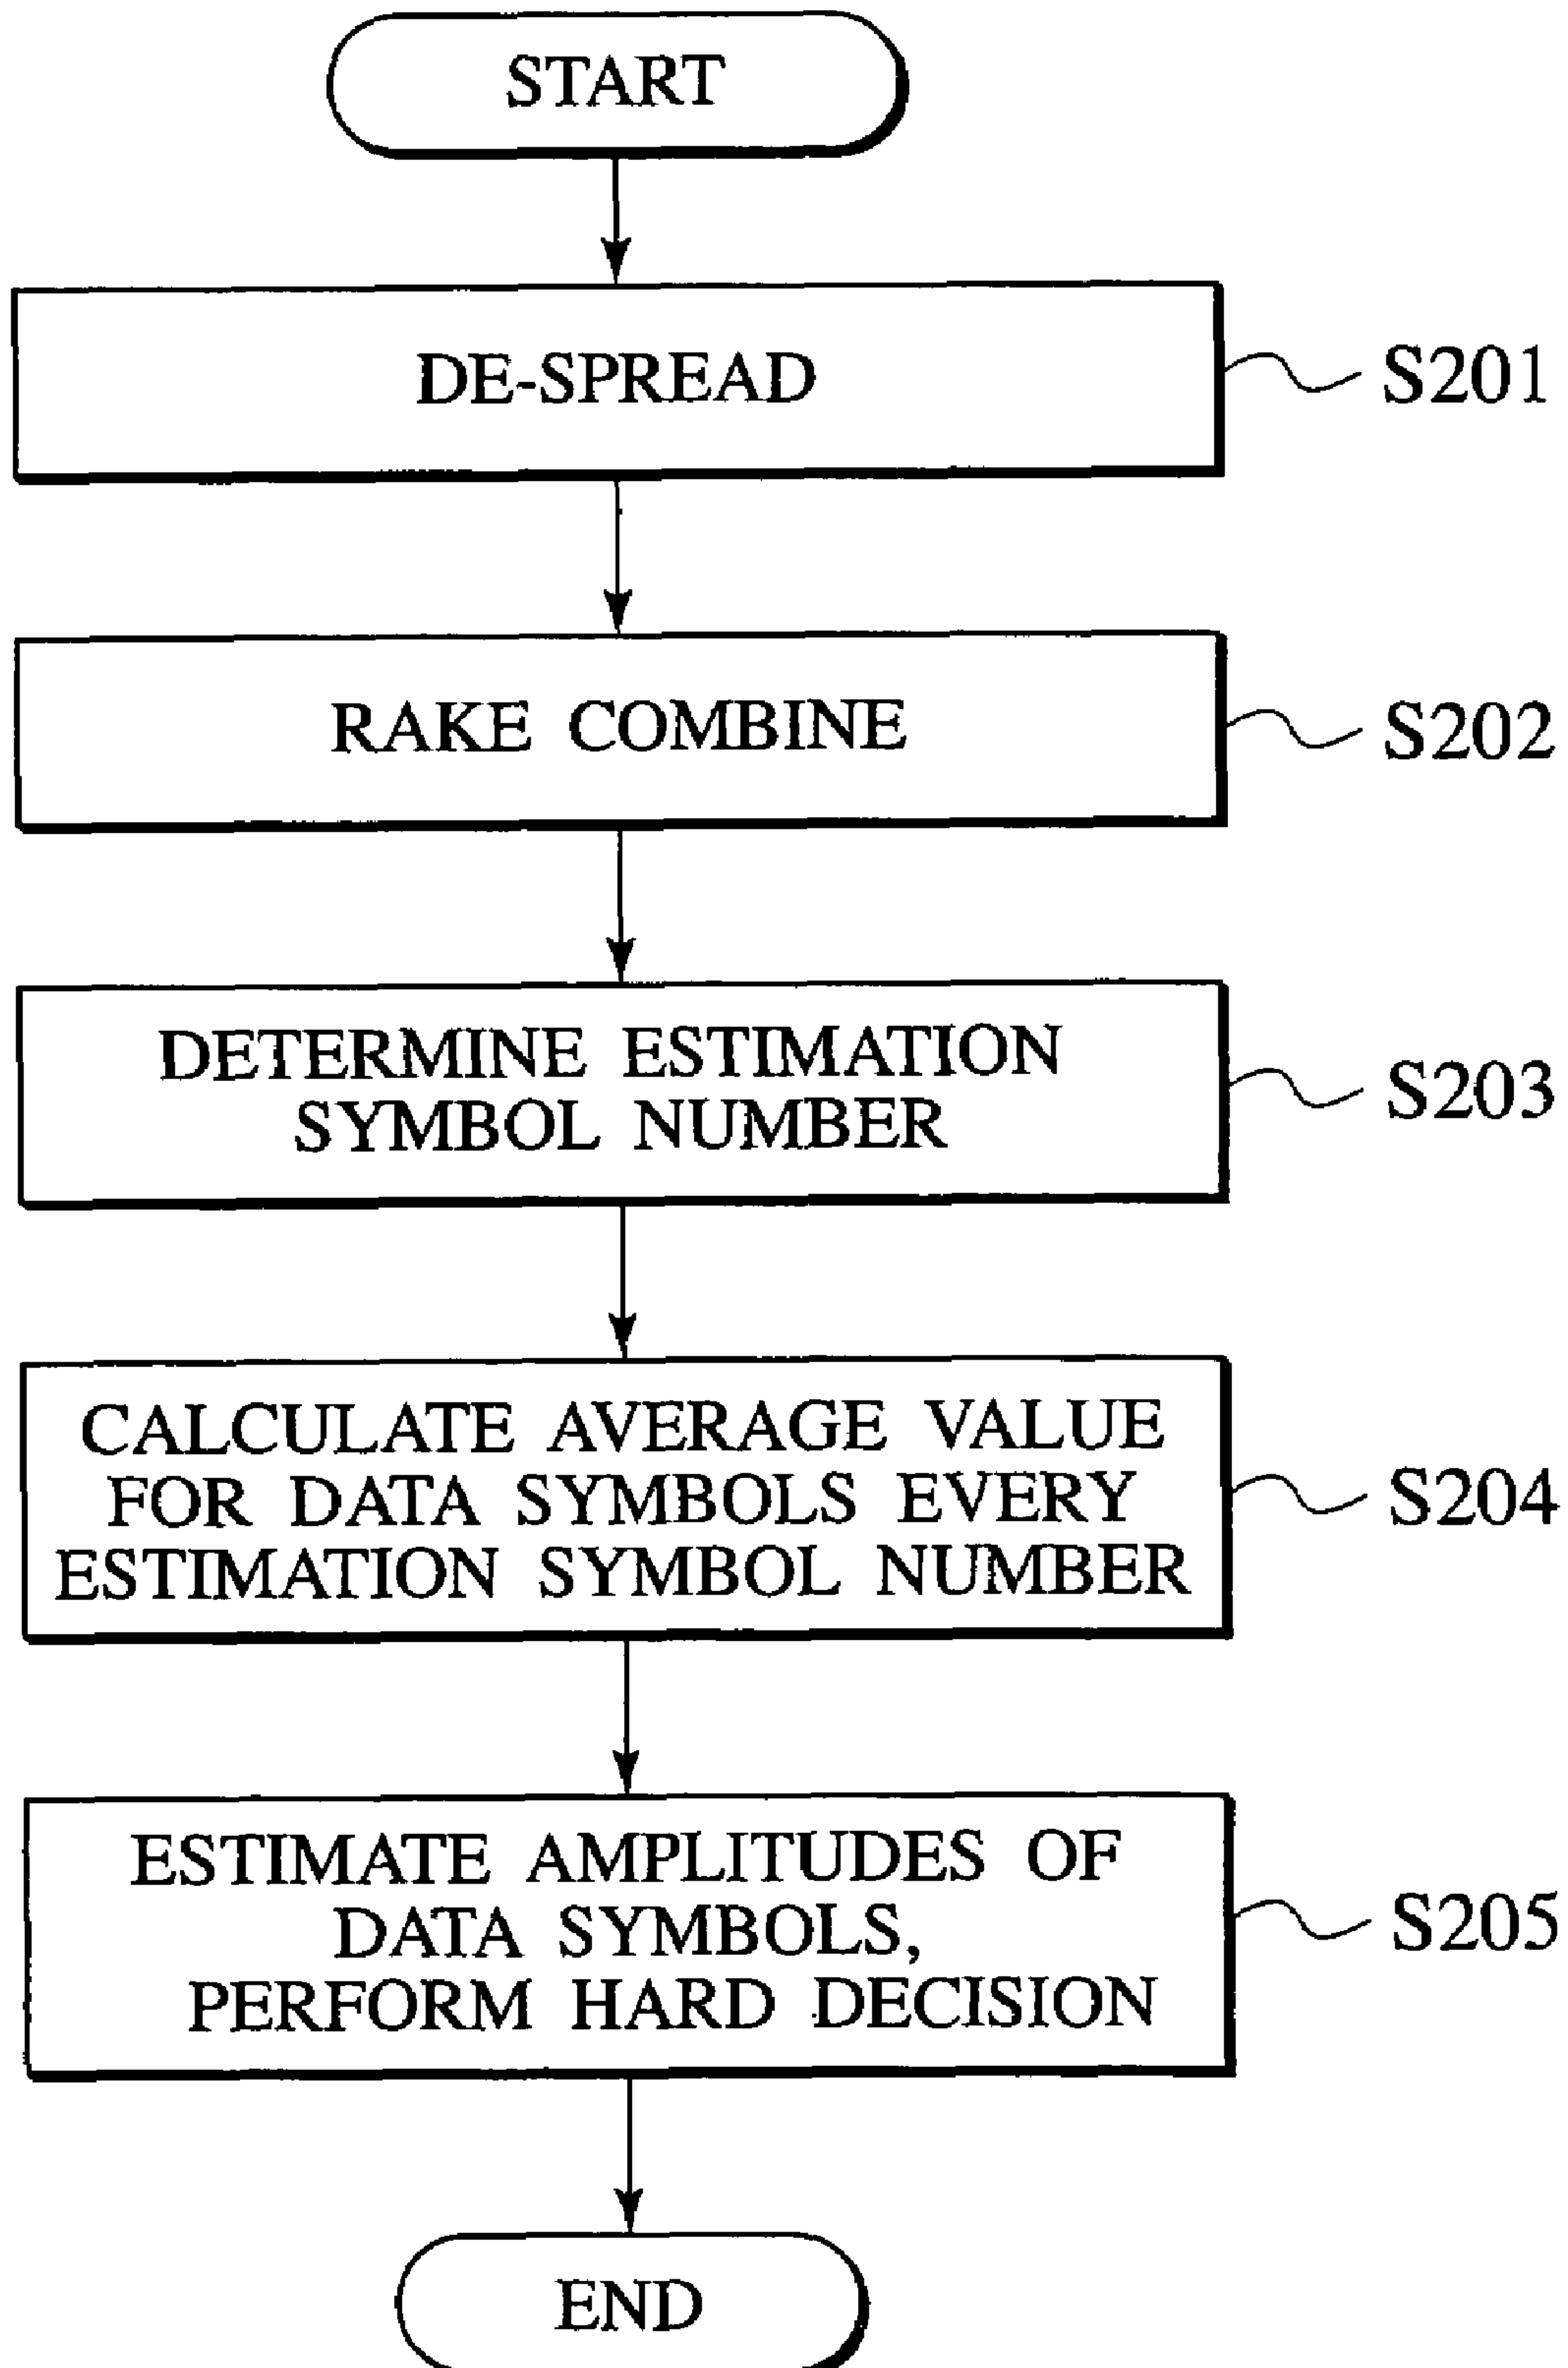 START
DE-SPREAD
S201
RAKE COMBINE
S202
DETERMINE ESTIMATION
SYMBOL NUMBER
S203
CALCULATE AVERAGE VALUE
FOR DATA SYMBOLS EVERY
ESTIMATION SYMBOL NUMBER
S204
ESTIMATE AMPLITUDES OF
DATA SYMBOLS,
PERFORM HARD DECISION
S205
END